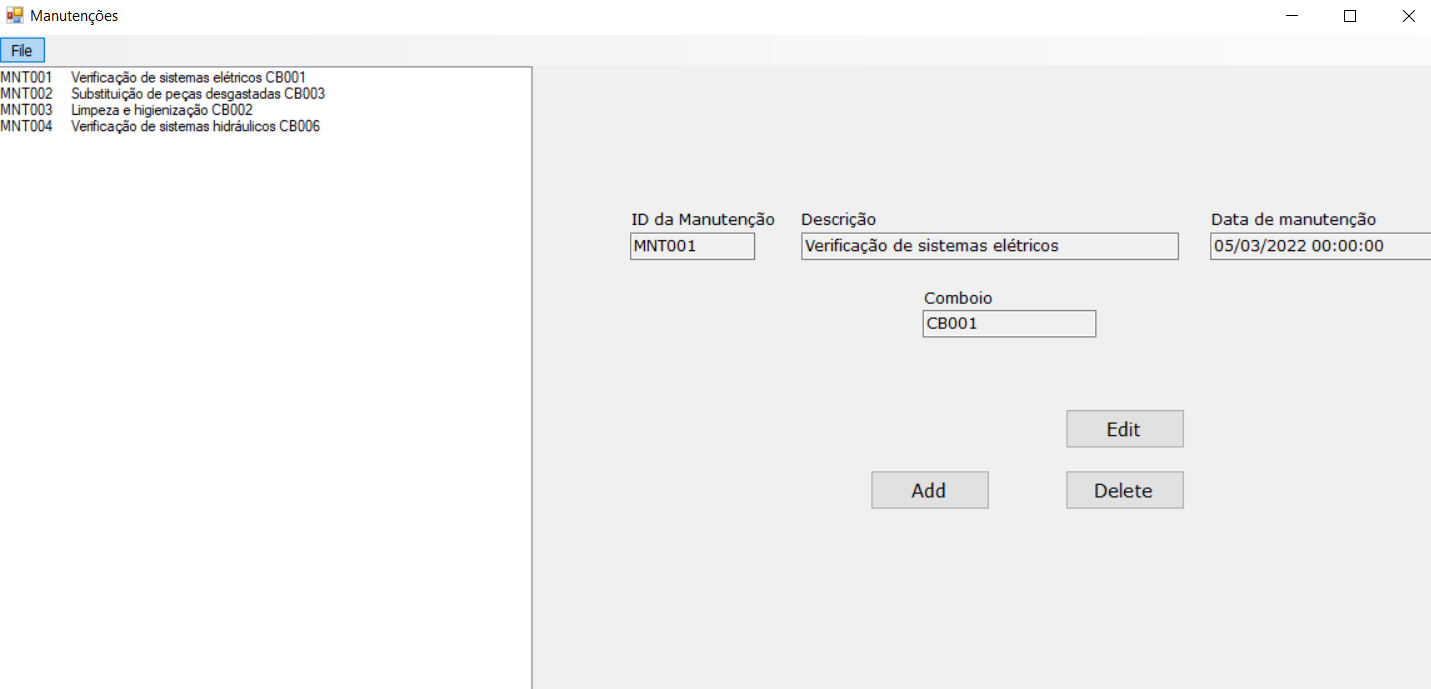 Manutenções
File
MNT001 Verificação de sistemas elétricos CB001
MNT002 Substituição de peças desgastadas CB003
MNT003 Limpeza e higienização CB002
MNT004 Verificação de sistemas hidráulicos CB006
ID da Manutenção Descrição Data de manutenção
MNT001 Verificação de sistemas elétricos 05/03/2022 00:00:00
Comboio
CB001
Edit
Add Delete